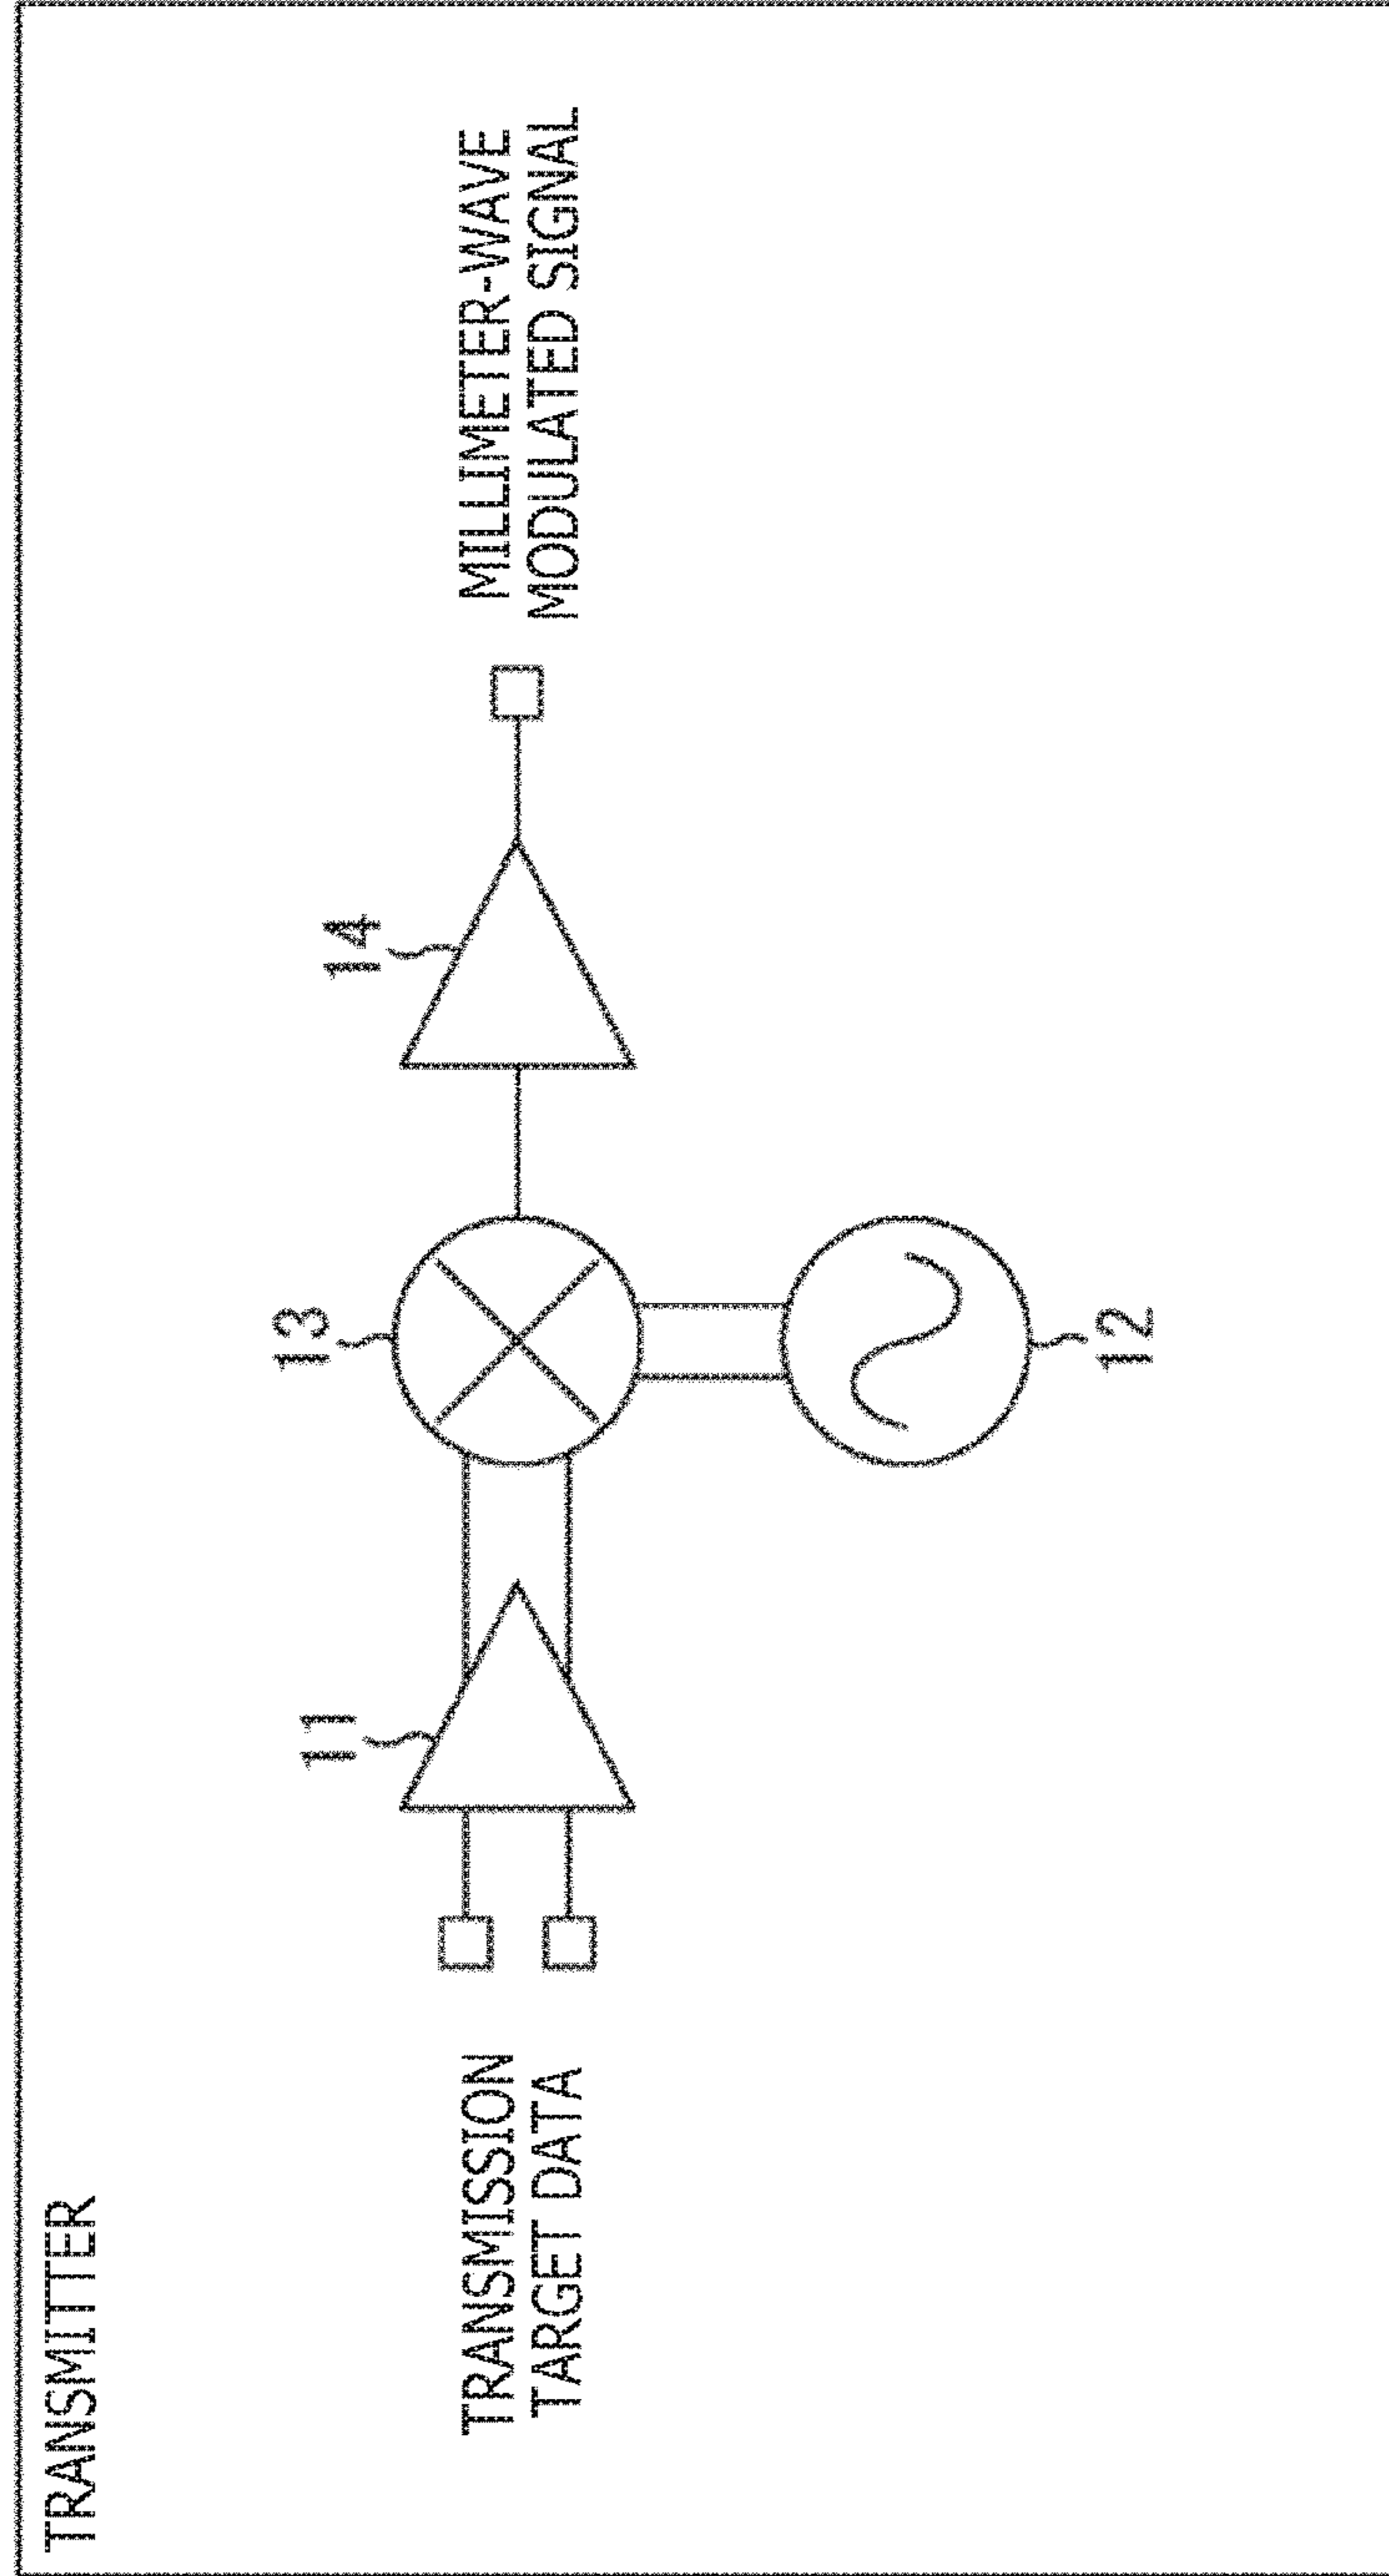 TRANSMITTER
13
14
11
MILLIMETER-WAVE
MODULATED SIGNAL
TRANSMISSION
TARGET DATA
12